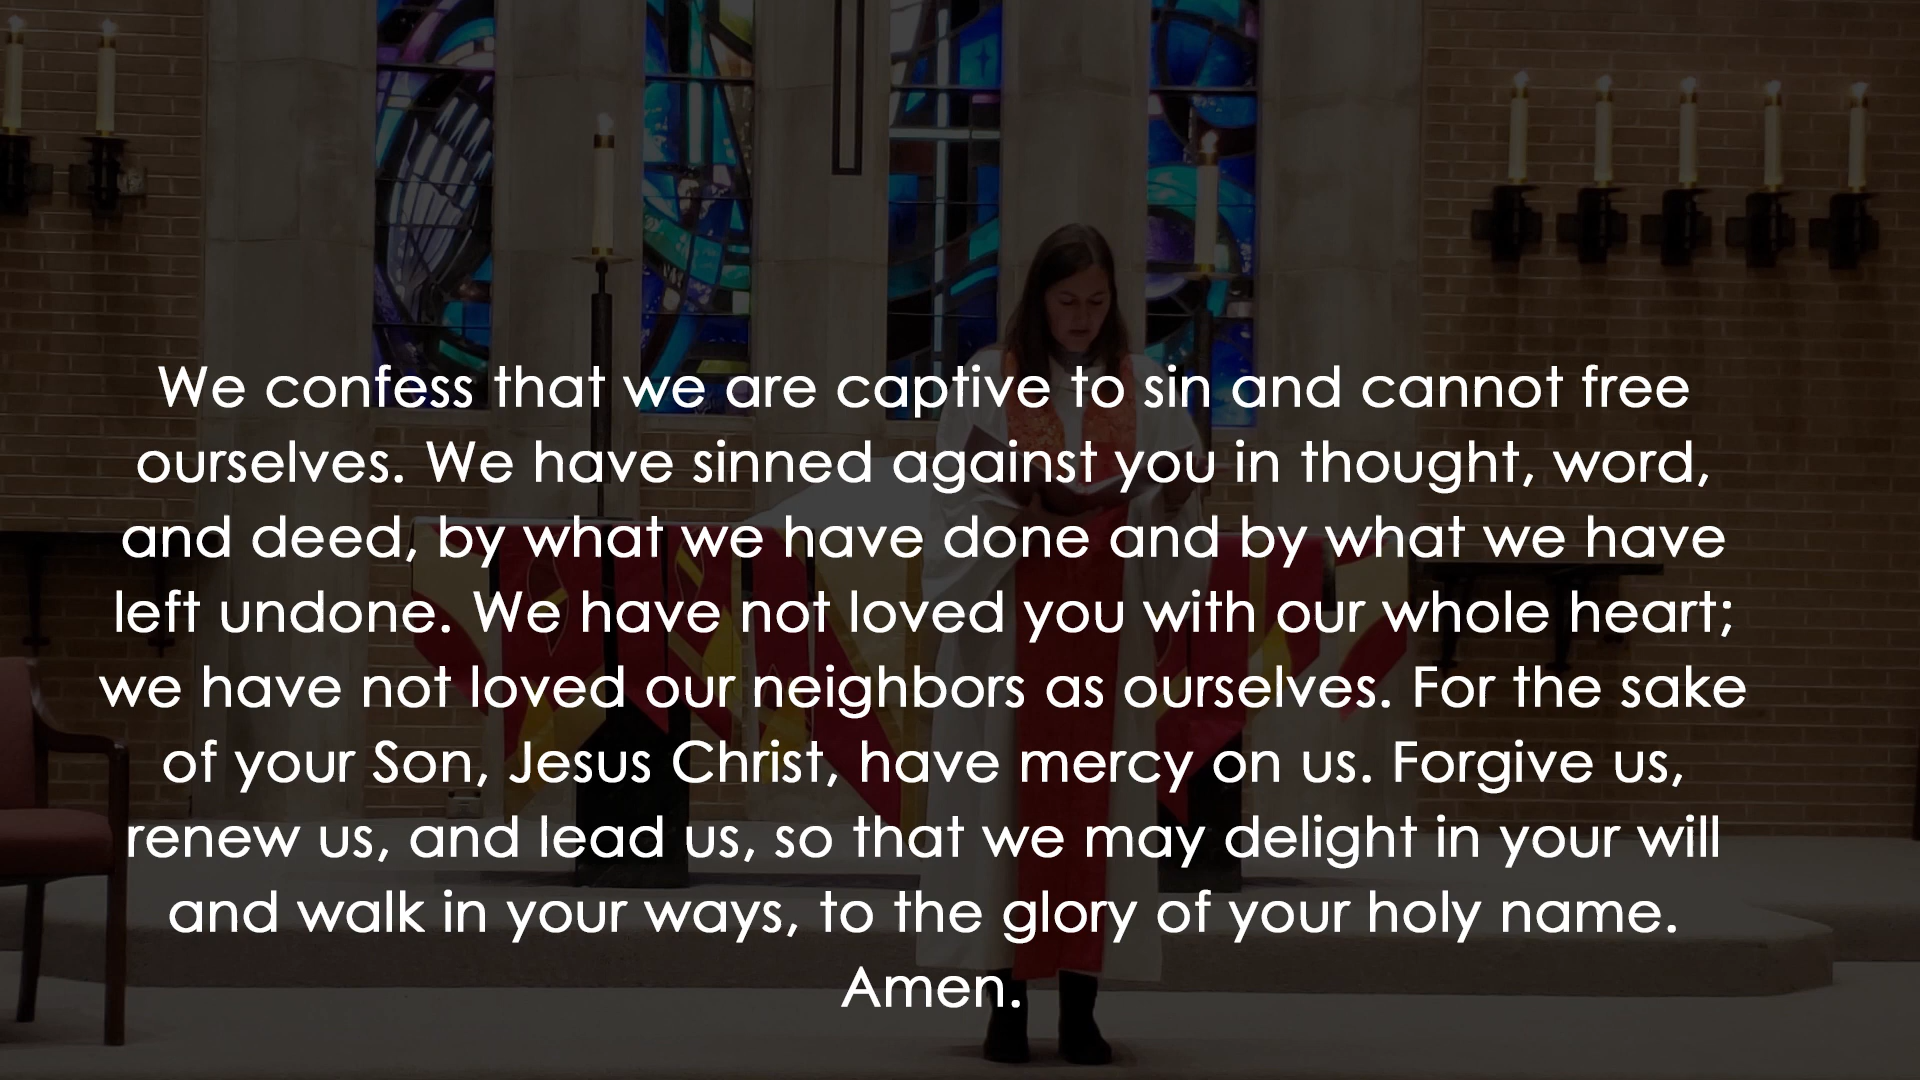 We confess that we are captive to sin and cannot free
ourselves. We have sinned against you in thought, word,
and deed, by what we have done and by what we have
left undone. We have not loved you with our whole heart;
we have not loved our neighbors as ourselves. For the sake
of your Son, Jesus Christ, have mercy on us. Forgive us,
renew us, and lead us, so that we may delight in your will
and walk in your ways, to the glory of your holy name.
Amen.